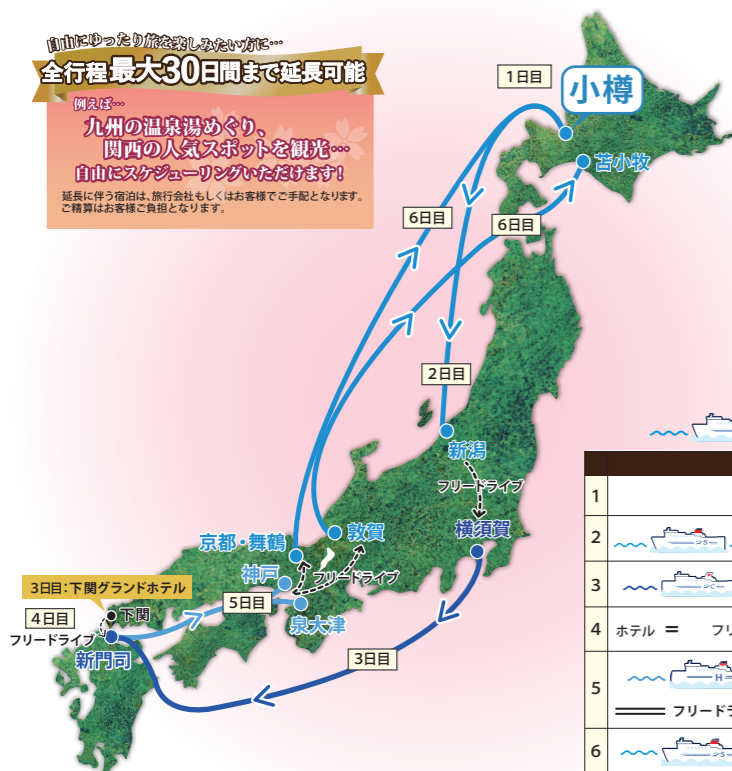 自由にゆったり旅を楽しみたい方に…
全行程最大30日間まで延長可能
例えば…
九州の温泉湯めぐり、
関西の人気スポットを観光…
自由にスケジューリングいただけます!
延長に伴う宿泊は、旅行会社もしくはお客様でご手配となります。
ご精算はお客様ご負担となります。
1日目
小樽
苫小牧
6日目
6日目
2日目
新潟
フリードライブ
横須賀
敦賀
京都・舞鶴
神戸
フリードライブ
泉大津
5日目
3日目:下関グランドホテル
4日目
下関
フリードライブ
新門司
3日目
1
2
S
3
C
4 ホテル = フリ
5
H
フリードラ
6
S